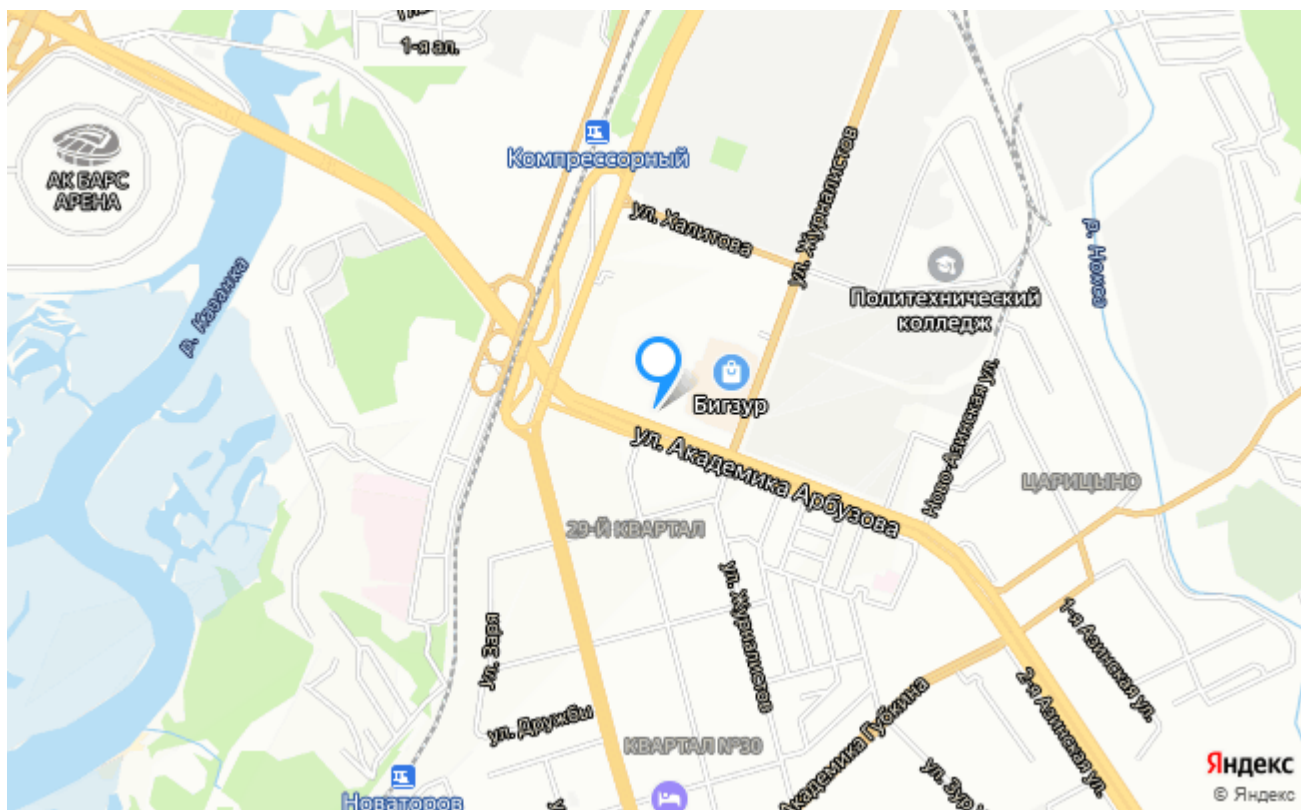 1-я ал.
Компрессорный
АК БАРС
АРЕНА
ул. Халитова
ул. Журналистов
р. Казанка
р. Нокса
Политехнический
колледж
Бигзур
ул. Академика Арбузова
Ново-Азинская ул.
ЦАРИЦЫНО
29-Й КВАРТАЛ
ул. Журналистов
ул. Заря
1-я Азинская ул.
2-я Азинская ул.
ул. Дружбы
Академика Губкина
КВАРТАЛ №30
Новаторов
ул. Зур
Яндекс
© Яндекс